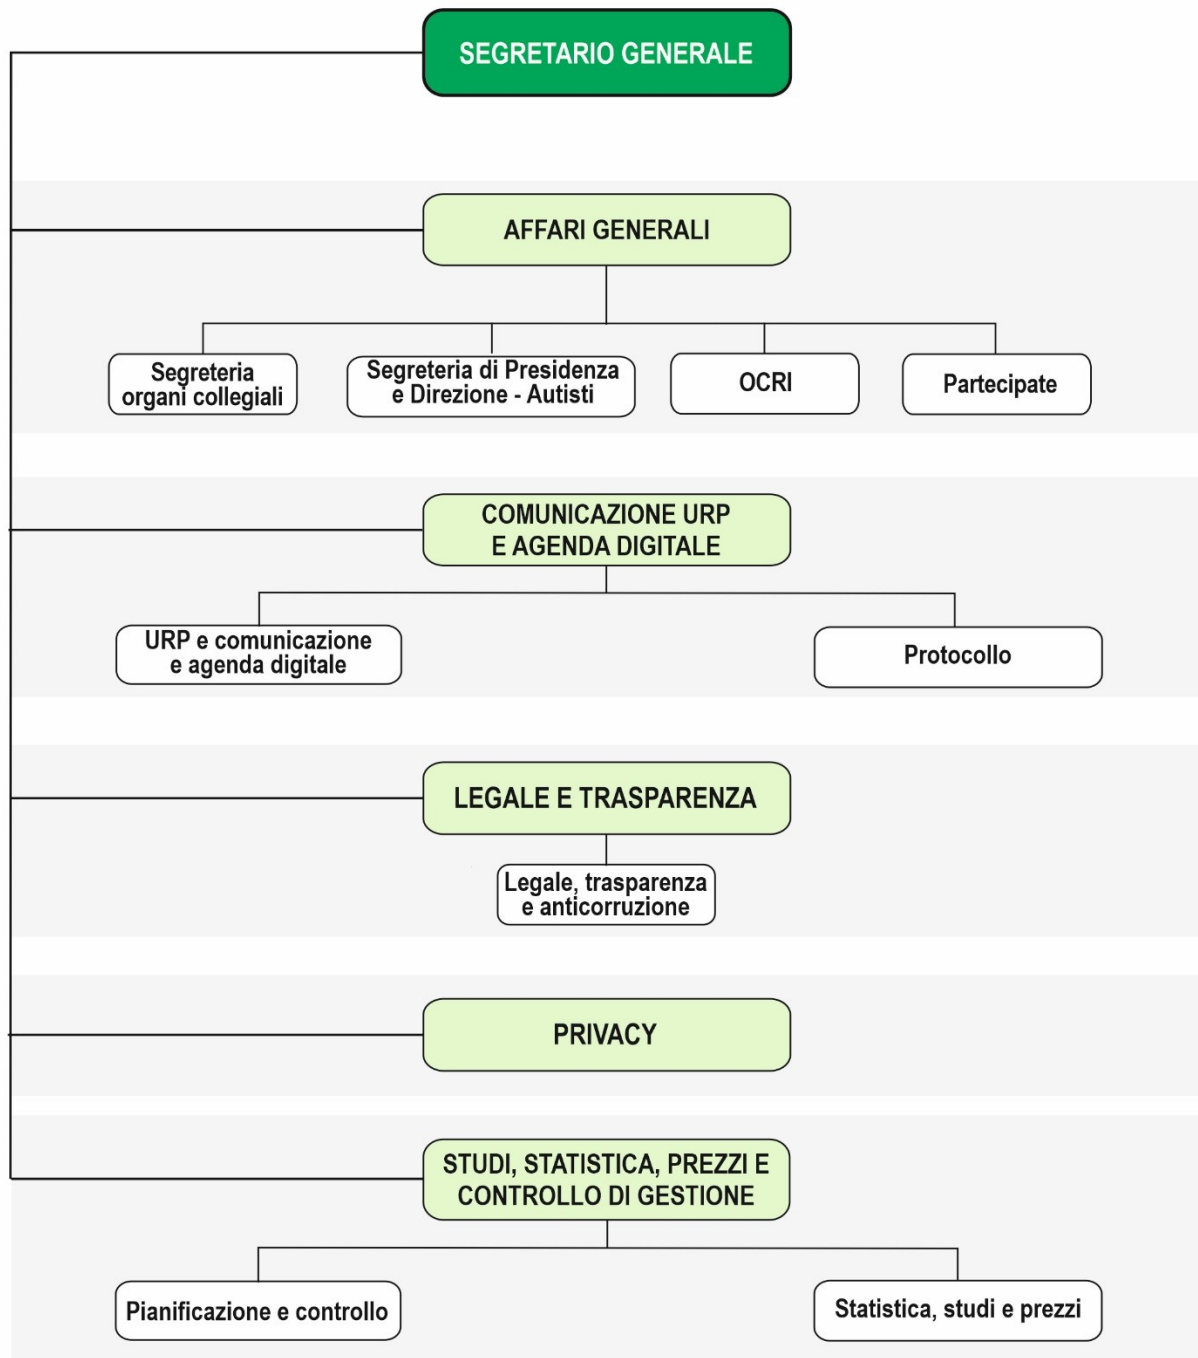 SEGRETARIO GENERALE
AFFARI GENERALI
Segreteria
organi collegiali
Segreteria di Presidenza
e Direzione - Autisti
OCRI
Partecipate
COMUNICAZIONE URP
E AGENDA DIGITALE
URP e comunicazione
e agenda digitale
Protocollo
LEGALE E TRASPARENZA
Legale, trasparenza
e anticorruzione
PRIVACY
STUDI, STATISTICA, PREZZI E
CONTROLLO DI GESTIONE
Pianificazione e controllo
Statistica, studi e prezzi